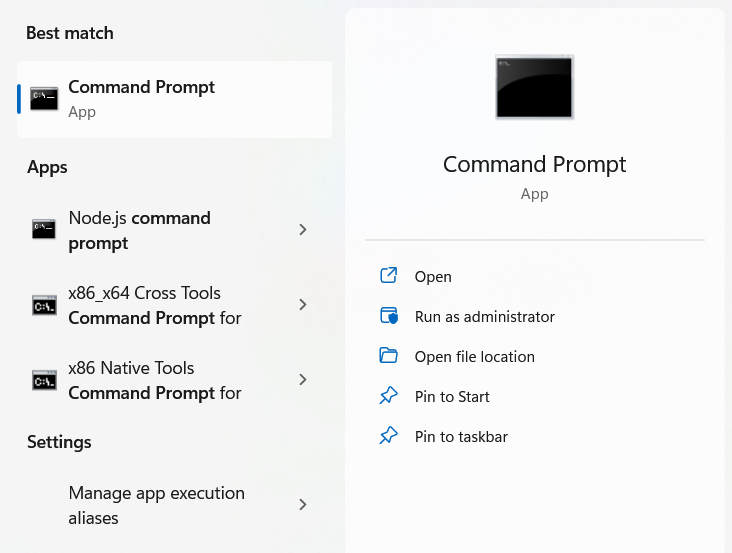 Best match
Command Prompt
App
Apps
Node.js command
prompt
x86_x64 Cross Tools
Command Prompt for
x86 Native Tools
Command Prompt for
Settings
Manage app execution
aliases
Command Prompt
App
Open
Run as administrator
Open file location
Pin to Start
Pin to taskbar